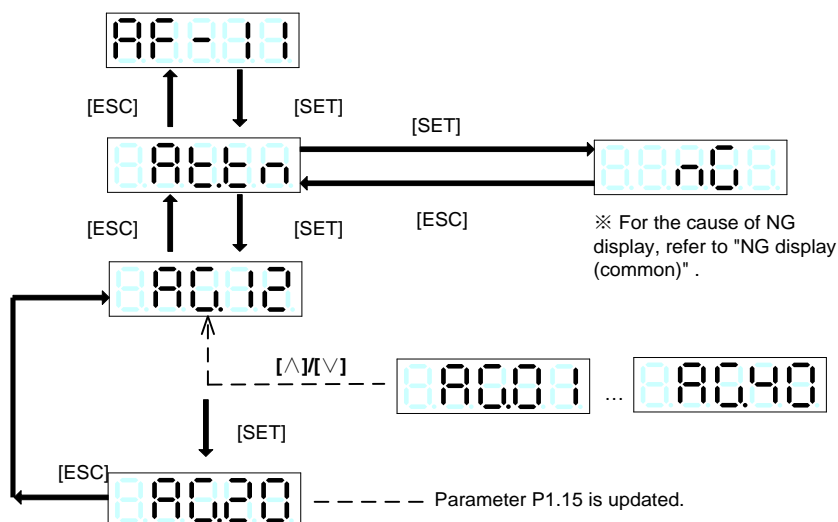 AF-11
[ESC]
[SET]
[SET]
At.tn
nG
[ESC]
[SET]
[ESC]
※ For the cause of NG
display, refer to "NG display
(common)" .
AG.12
[∧]/[∨]
AG.01
...
AG.40
[SET]
[ESC]
AG.20
Parameter P1.15 is updated.